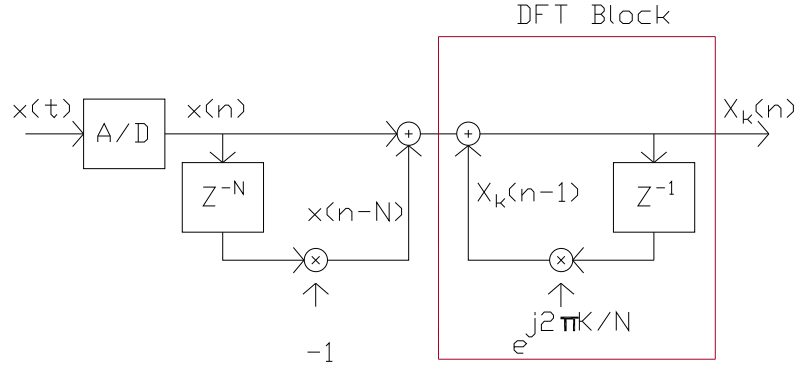 DFT Block
x(t)
A/D
x(n)
+
+
X_k(n)
Z^-N
x(n-N)
X_k(n-1)
Z^-1
×
×
-1
e^j2πK/N